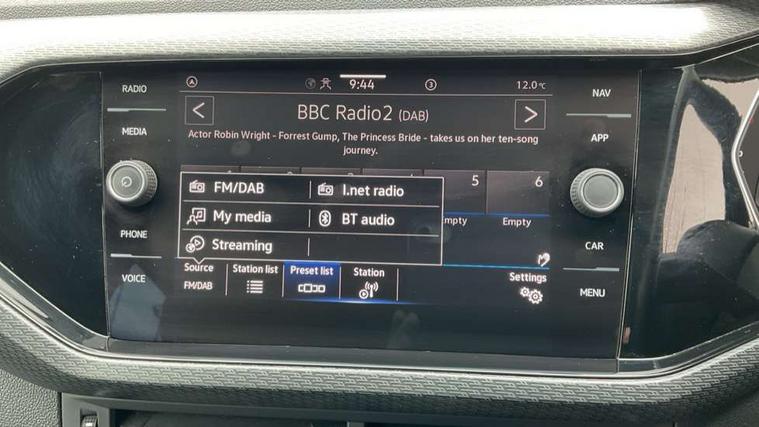 RADIO
MEDIA
PHONE
VOICE
9:44
3
12.0°C
BBC Radio2 (DAB)
Actor Robin Wright - Forrest Gump, The Princess Bride - takes us on her ten-song
journey.
5
6
Empty
FM/DAB
I.net radio
My media
BT audio
Streaming
Source
FM/DAB
Station list
Preset list
Station
Settings
NAV
APP
CAR
MENU